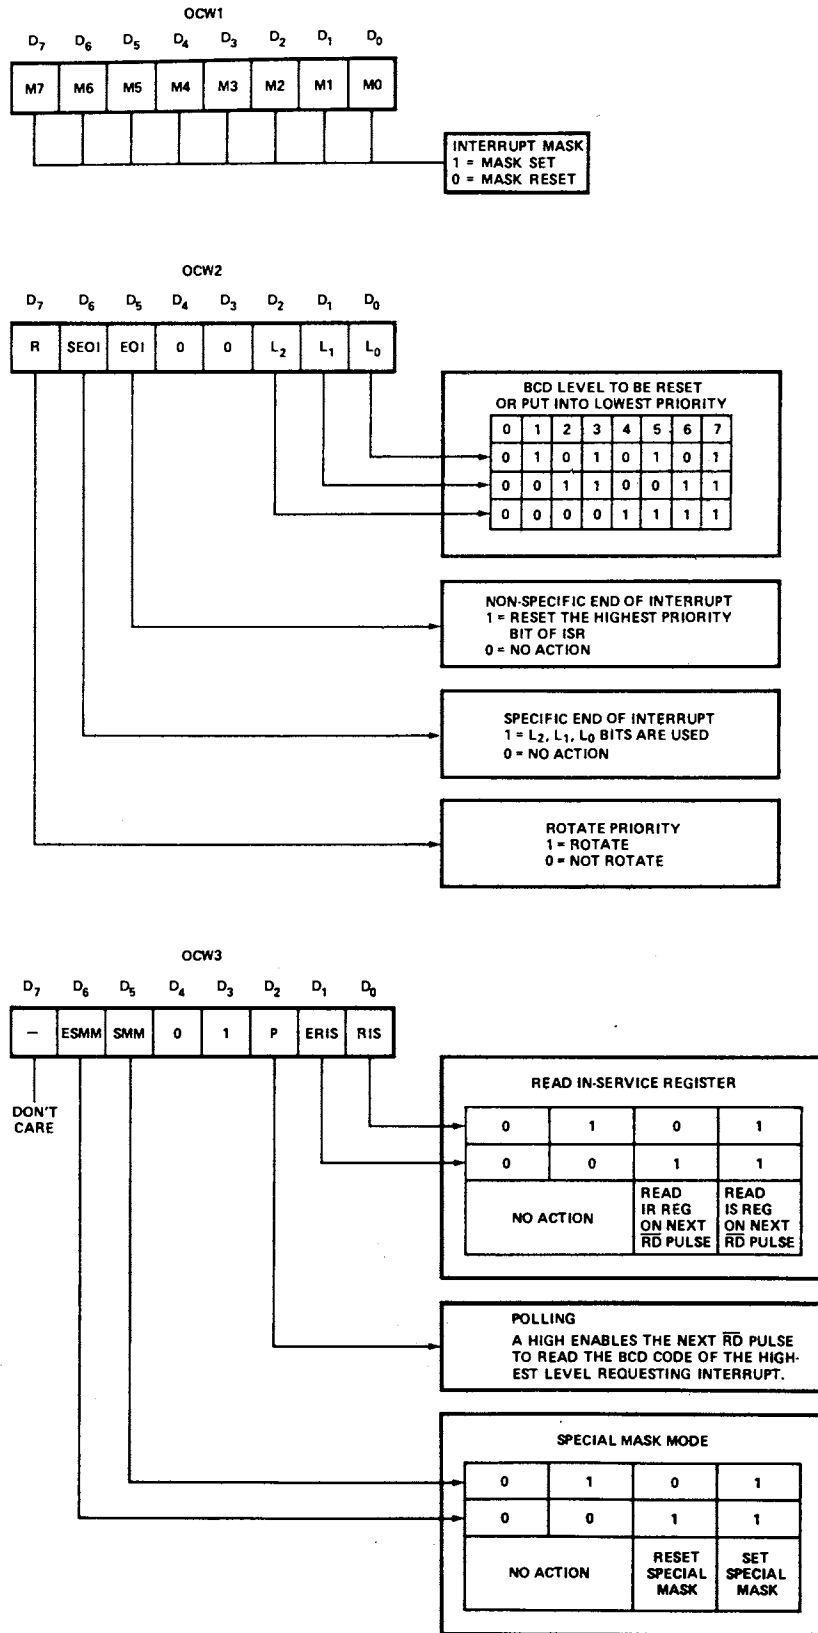 OCW1
D7 D6 D5 D4 D3 D2 D1 D0
M7 M6 M5 M4 M3 M2 M1 M0
INTERRUPT MASK
1 = MASK SET
0 = MASK RESET
OCW2
D7 D6 D5 D4 D3 D2 D1 D0
R SEOI EOI 0 0 L2 L1 L0
BCD LEVEL TO BE RESET
OR PUT INTO LOWEST PRIORITY
0 1 2 3 4 5 6 7
0 1 0 1 0 1 0 1
0 0 1 1 0 0 1 1
0 0 0 0 1 1 1 1
NON-SPECIFIC END OF INTERRUPT
1 = RESET THE HIGHEST PRIORITY
BIT OF ISR
0 = NO ACTION
SPECIFIC END OF INTERRUPT
1 = L2, L1, L0 BITS ARE USED
0 = NO ACTION
ROTATE PRIORITY
1 = ROTATE
0 = NOT ROTATE
OCW3
D7 D6 D5 D4 D3 D2 D1 D0
— ESMM SMM 0 1 P ERIS RIS
DON'T
CARE
READ IN-SERVICE REGISTER
0 1 0 1
0 0 1 1
NO ACTION
READ
IR REG
ON NEXT
R̅D̅ PULSE
READ
IS REG
ON NEXT
R̅D̅ PULSE
POLLING
A HIGH ENABLES THE NEXT R̅D̅ PULSE
TO READ THE BCD CODE OF THE HIGH-
EST LEVEL REQUESTING INTERRUPT.
SPECIAL MASK MODE
0 1 0 1
0 0 1 1
NO ACTION
RESET
SPECIAL
MASK
SET
SPECIAL
MASK